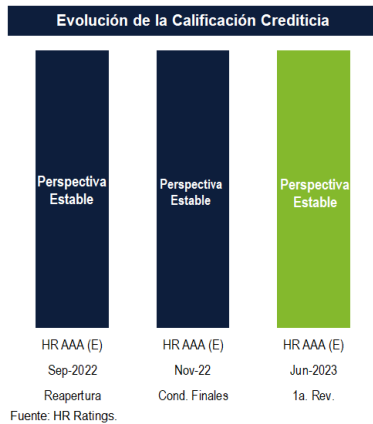 Evolución de la Calificación Crediticia
Perspectiva Estable
Perspectiva Estable
Perspectiva Estable
HR AAA (E) HR AAA (E) HR AAA (E)
Sep-2022 Nov-22 Jun-2023
Reapertura Cond. Finales 1a. Rev.
Fuente: HR Ratings.